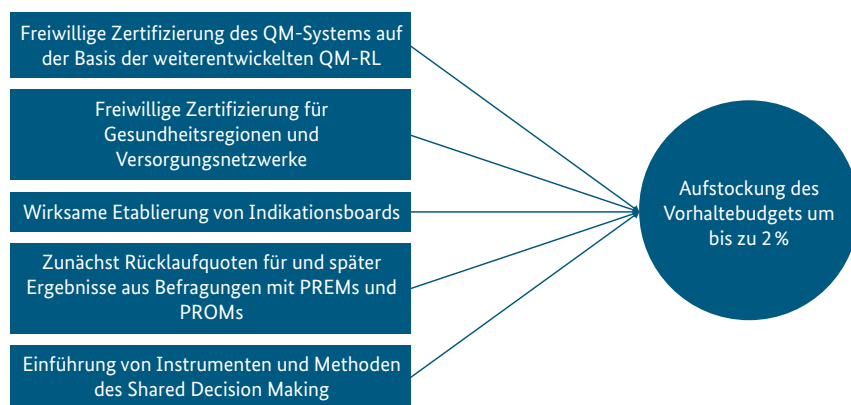 Freiwillige Zertifizierung des QM-Systems auf
der Basis der weiterentwickelten QM-RL
Freiwillige Zertifizierung für
Gesundheitsregionen und
Versorgungsnetzwerke
Wirksame Etablierung von Indikationsboards
Zunächst Rücklaufquoten für und später
Ergebnisse aus Befragungen mit PREMs und
PROMs
Einführung von Instrumenten und Methoden
des Shared Decision Making
Aufstockung des
Vorhaltebudgets um
bis zu 2 %